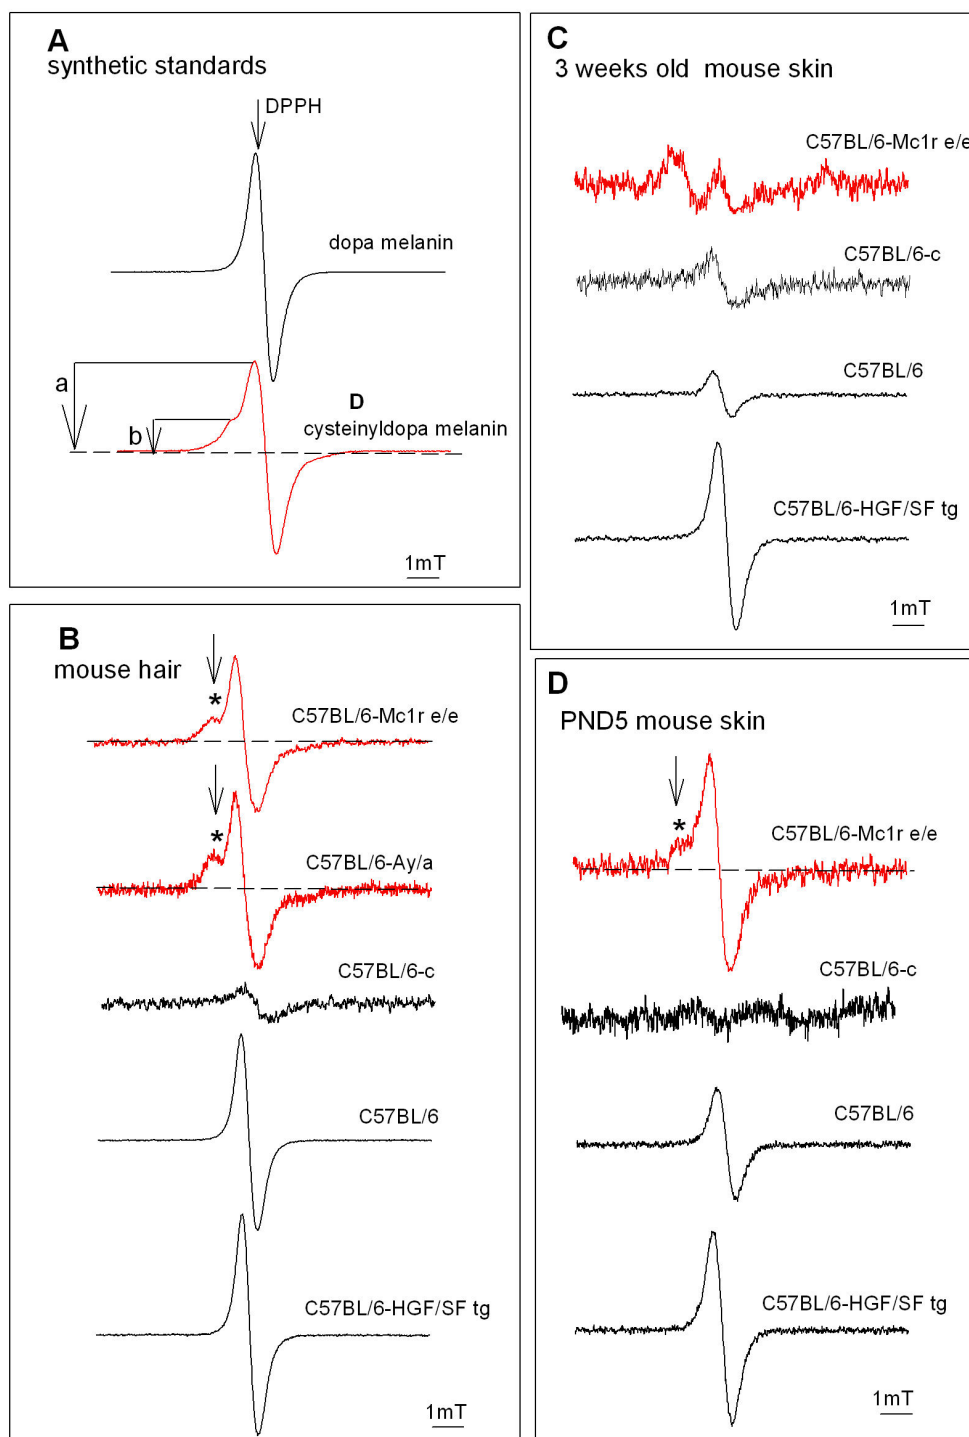 A
synthetic standards
DPPH
dopa melanin
a
b
D
cysteinyldopa melanin
1mT
B
mouse hair
*
C57BL/6-Mc1r e/e
*
C57BL/6-Ay/a
C57BL/6-c
C57BL/6
C57BL/6-HGF/SF tg
1mT
C
3 weeks old mouse skin
C57BL/6-Mc1r e/e
C57BL/6-c
C57BL/6
C57BL/6-HGF/SF tg
1mT
D
PND5 mouse skin
*
C57BL/6-Mc1r e/e
C57BL/6-c
C57BL/6
C57BL/6-HGF/SF tg
1mT